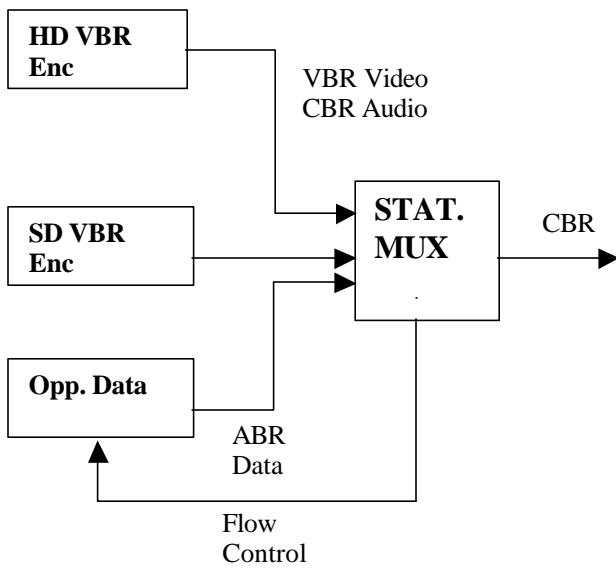 HD VBR
Enc
VBR Video
CBR Audio
STAT.
MUX
CBR
SD VBR
Enc
Opp. Data
ABR
Data
Flow
Control